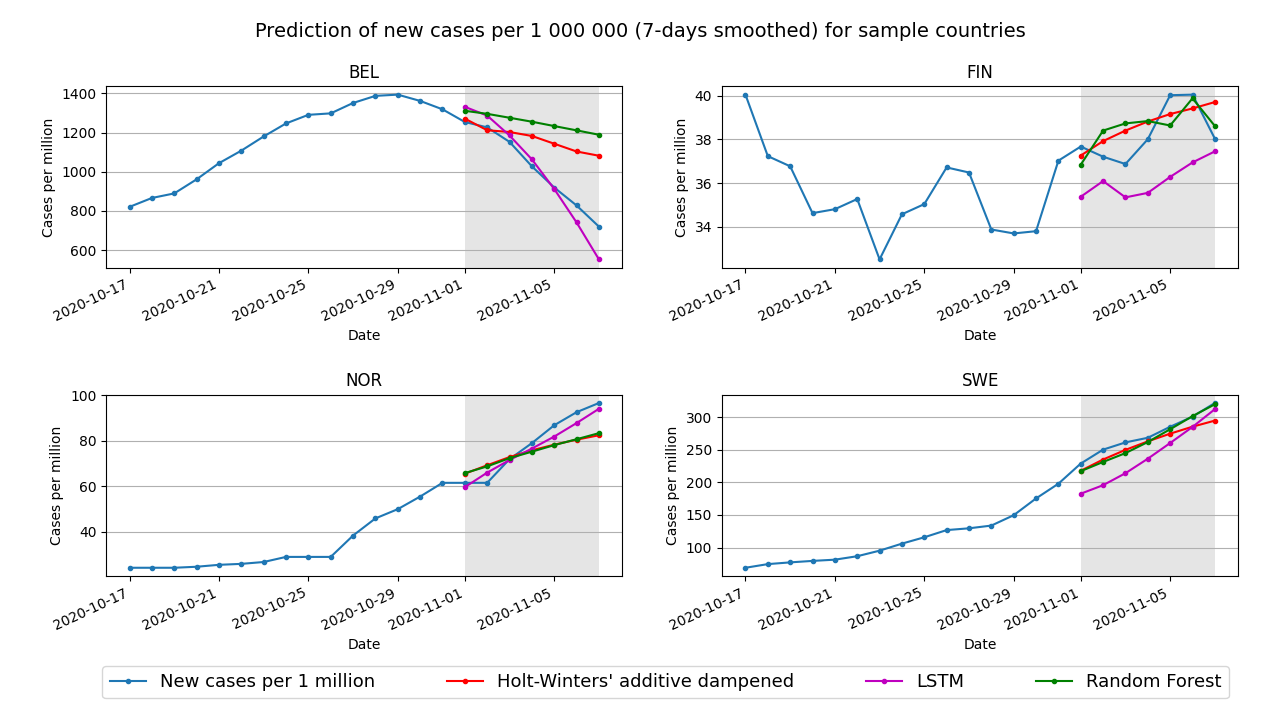 Prediction of new cases per 1 000 000 (7-days smoothed) for sample countries
BEL
Cases per million
1400
1200
1000
800
600
2020-10-17
2020-10-21
2020-10-25
2020-10-29
2020-11-01
2020-11-05
Date
FIN
Cases per million
40
38
36
34
2020-10-17
2020-10-21
2020-10-25
2020-10-29
2020-11-01
2020-11-05
Date
NOR
Cases per million
100
80
60
40
2020-10-17
2020-10-21
2020-10-25
2020-10-29
2020-11-01
2020-11-05
Date
SWE
Cases per million
300
250
200
150
100
2020-10-17
2020-10-21
2020-10-25
2020-10-29
2020-11-01
2020-11-05
Date
New cases per 1 million
Holt-Winters' additive dampened
LSTM
Random Forest